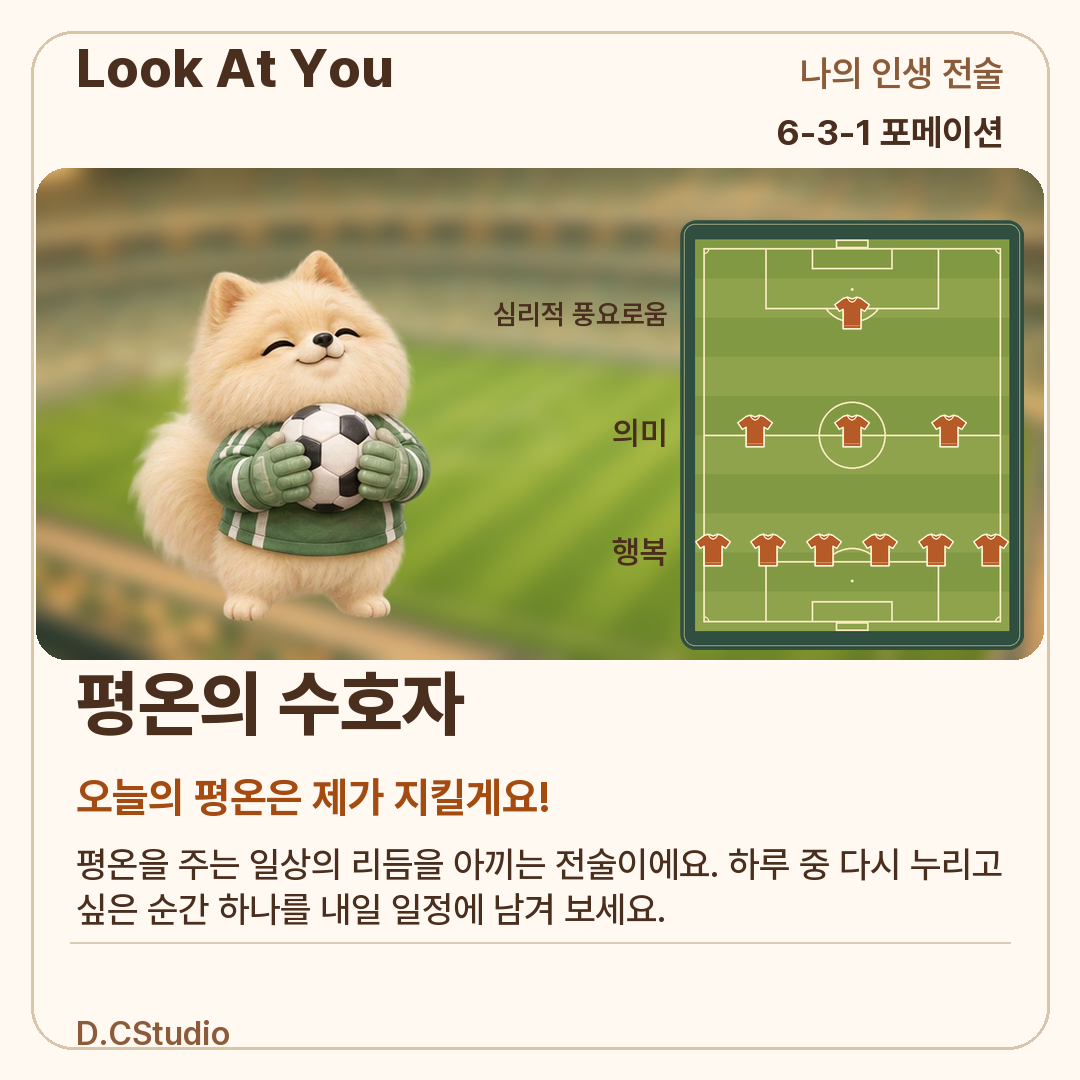 Look At You
나의 인생 전술
6-3-1 포메이션
심리적 풍요로움
의미
행복
평온의 수호자
오늘의 평온은 제가 지킬게요!
평온을 주는 일상의 리듬을 아끼는 전술이에요. 하루 중 다시 누리고
싶은 순간 하나를 내일 일정에 남겨 보세요.
D.CStudio